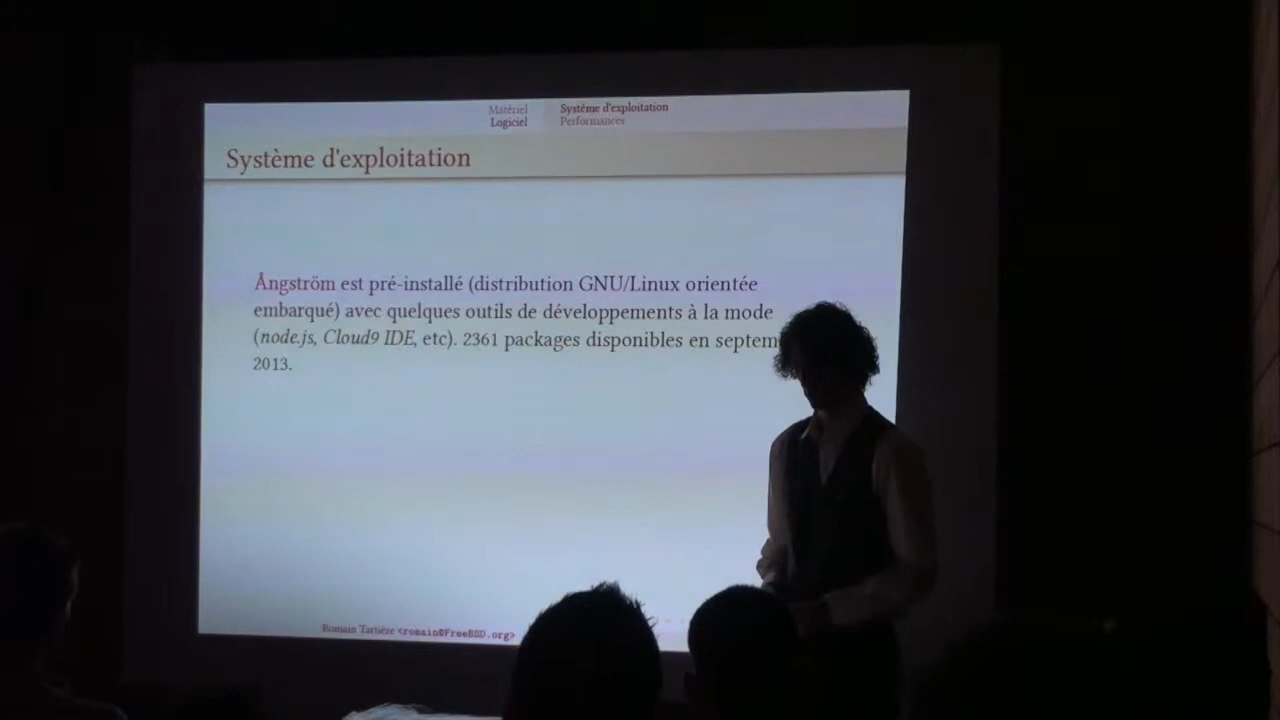 Matériel
Logiciel
Système d'exploitation
Performances
Système d'exploitation
Ångström est pré-installé (distribution GNU/Linux orientée
embarqué) avec quelques outils de développements à la mode
(node.js, Cloud9 IDE, etc). 2361 packages disponibles en septem
2013.
Romain Tartière <romain@FreeBSD.org>